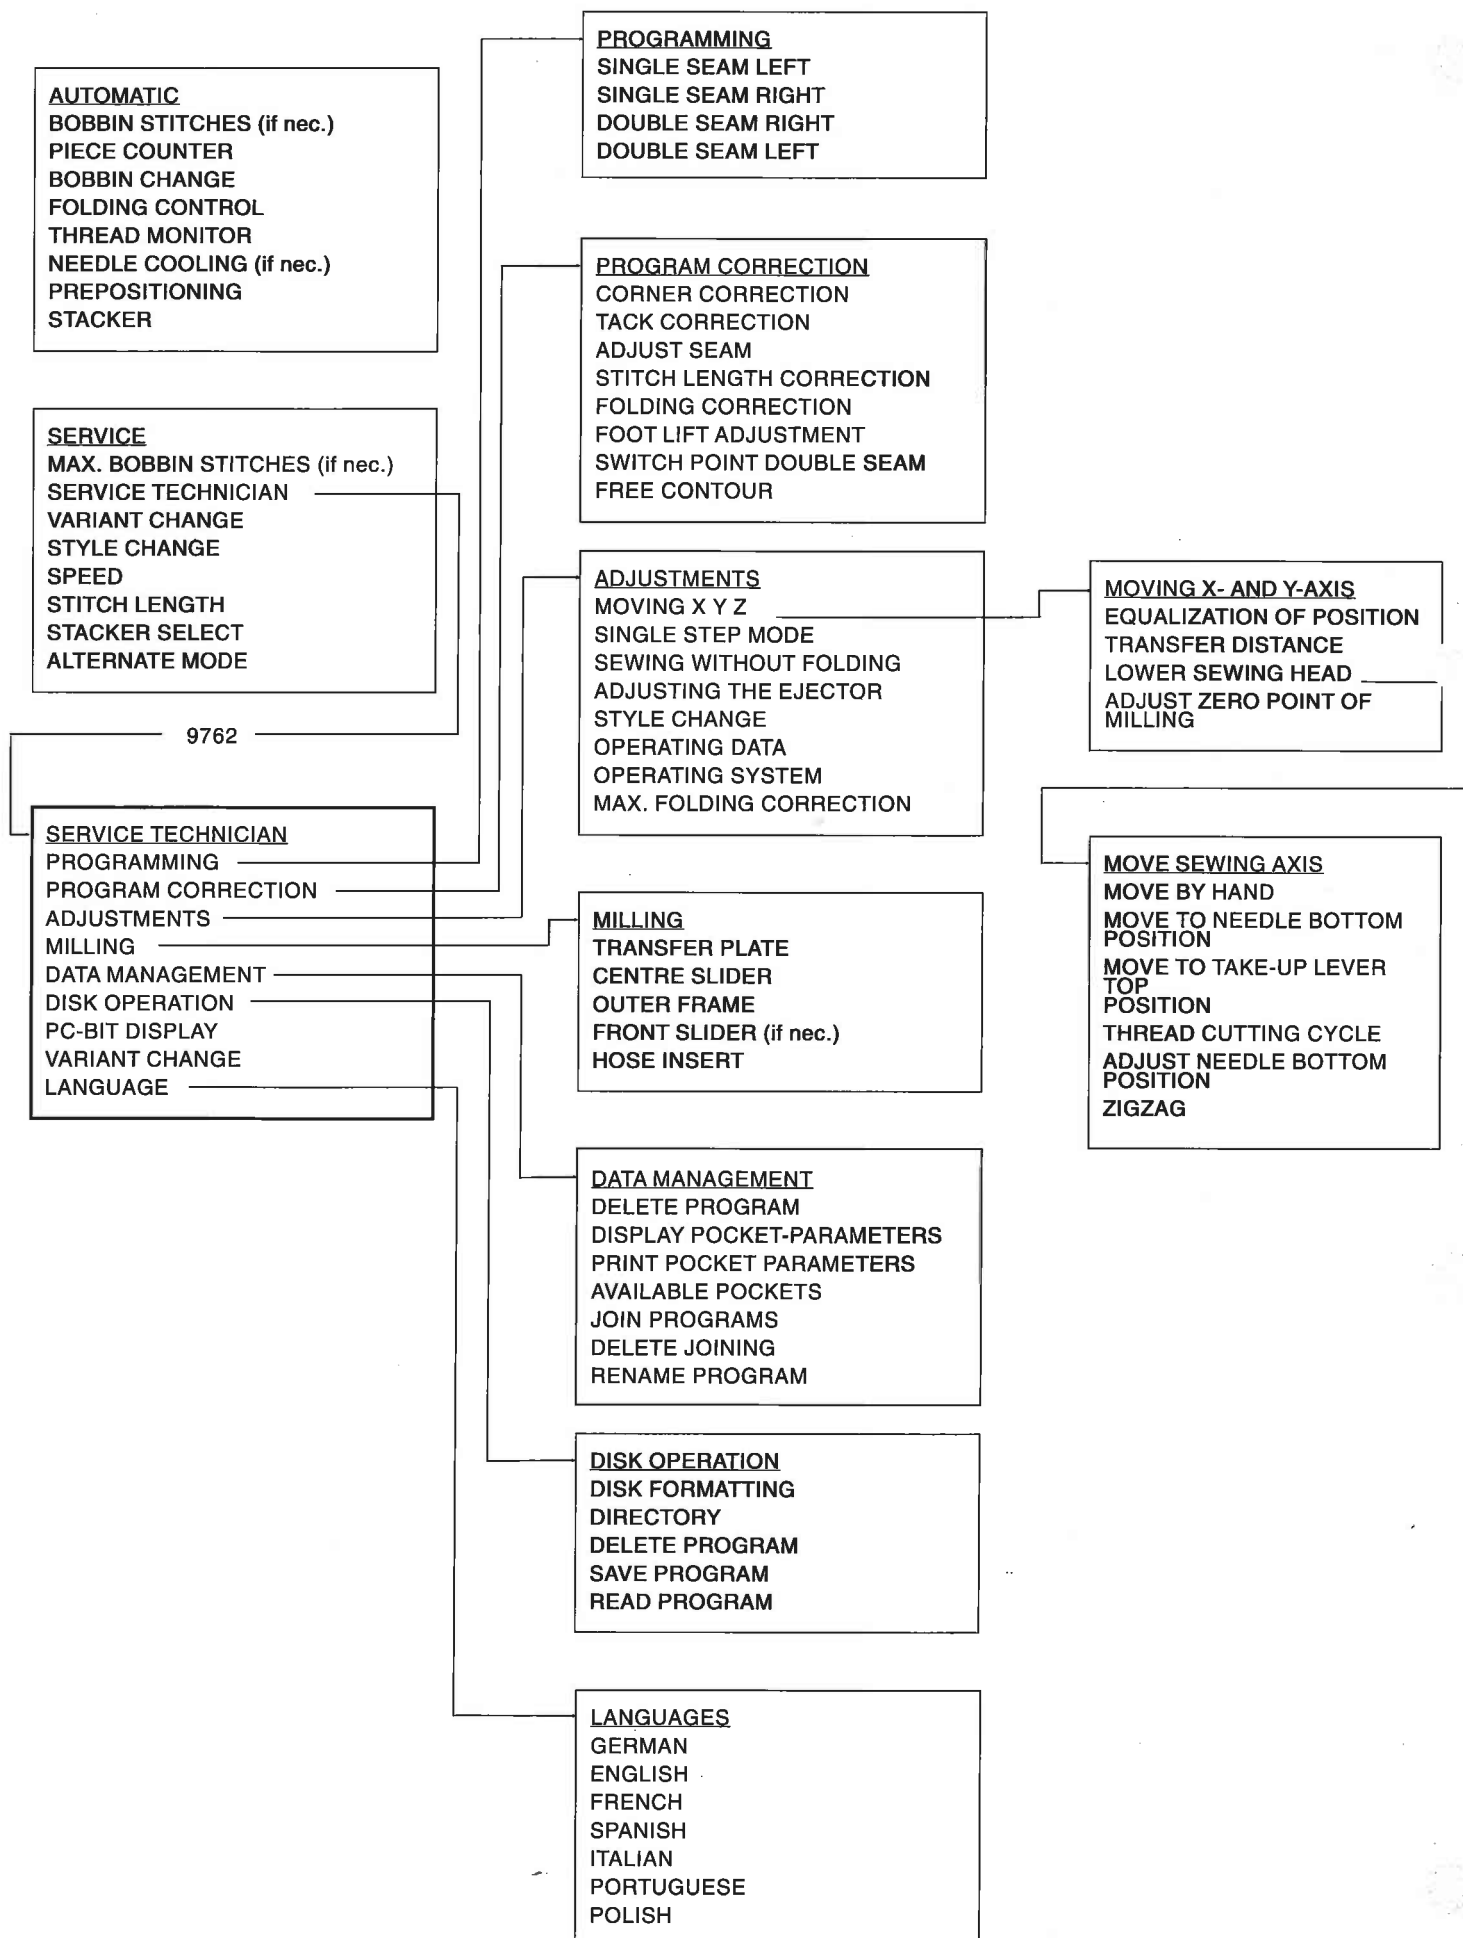 AUTOMATIC
BOBBIN STITCHES (if nec.)
PIECE COUNTER
BOBBIN CHANGE
FOLDING CONTROL
THREAD MONITOR
NEEDLE COOLING (if nec.)
PREPOSITIONING
STACKER
SERVICE
MAX. BOBBIN STITCHES (if nec.)
SERVICE TECHNICIAN
VARIANT CHANGE
STYLE CHANGE
SPEED
STITCH LENGTH
STACKER SELECT
ALTERNATE MODE
9762
SERVICE TECHNICIAN
PROGRAMMING
PROGRAM CORRECTION
ADJUSTMENTS
MILLING
DATA MANAGEMENT
DISK OPERATION
PC-BIT DISPLAY
VARIANT CHANGE
LANGUAGE
PROGRAMMING
SINGLE SEAM LEFT
SINGLE SEAM RIGHT
DOUBLE SEAM RIGHT
DOUBLE SEAM LEFT
PROGRAM CORRECTION
CORNER CORRECTION
TACK CORRECTION
ADJUST SEAM
STITCH LENGTH CORRECTION
FOLDING CORRECTION
FOOT LIFT ADJUSTMENT
SWITCH POINT DOUBLE SEAM
FREE CONTOUR
ADJUSTMENTS
MOVING X Y Z
SINGLE STEP MODE
SEWING WITHOUT FOLDING
ADJUSTING THE EJECTOR
STYLE CHANGE
OPERATING DATA
OPERATING SYSTEM
MAX. FOLDING CORRECTION
MILLING
TRANSFER PLATE
CENTRE SLIDER
OUTER FRAME
FRONT SLIDER (if nec.)
HOSE INSERT
DATA MANAGEMENT
DELETE PROGRAM
DISPLAY POCKET-PARAMETERS
PRINT POCKET PARAMETERS
AVAILABLE POCKETS
JOIN PROGRAMS
DELETE JOINING
RENAME PROGRAM
DISK OPERATION
DISK FORMATTING
DIRECTORY
DELETE PROGRAM
SAVE PROGRAM
READ PROGRAM
LANGUAGES
GERMAN
ENGLISH
FRENCH
SPANISH
ITALIAN
PORTUGUESE
POLISH
MOVING X- AND Y-AXIS
EQUALIZATION OF POSITION
TRANSFER DISTANCE
LOWER SEWING HEAD
ADJUST ZERO POINT OF
MILLING
MOVE SEWING AXIS
MOVE BY HAND
MOVE TO NEEDLE BOTTOM
POSITION
MOVE TO TAKE-UP LEVER
TOP
POSITION
THREAD CUTTING CYCLE
ADJUST NEEDLE BOTTOM
POSITION
ZIGZAG